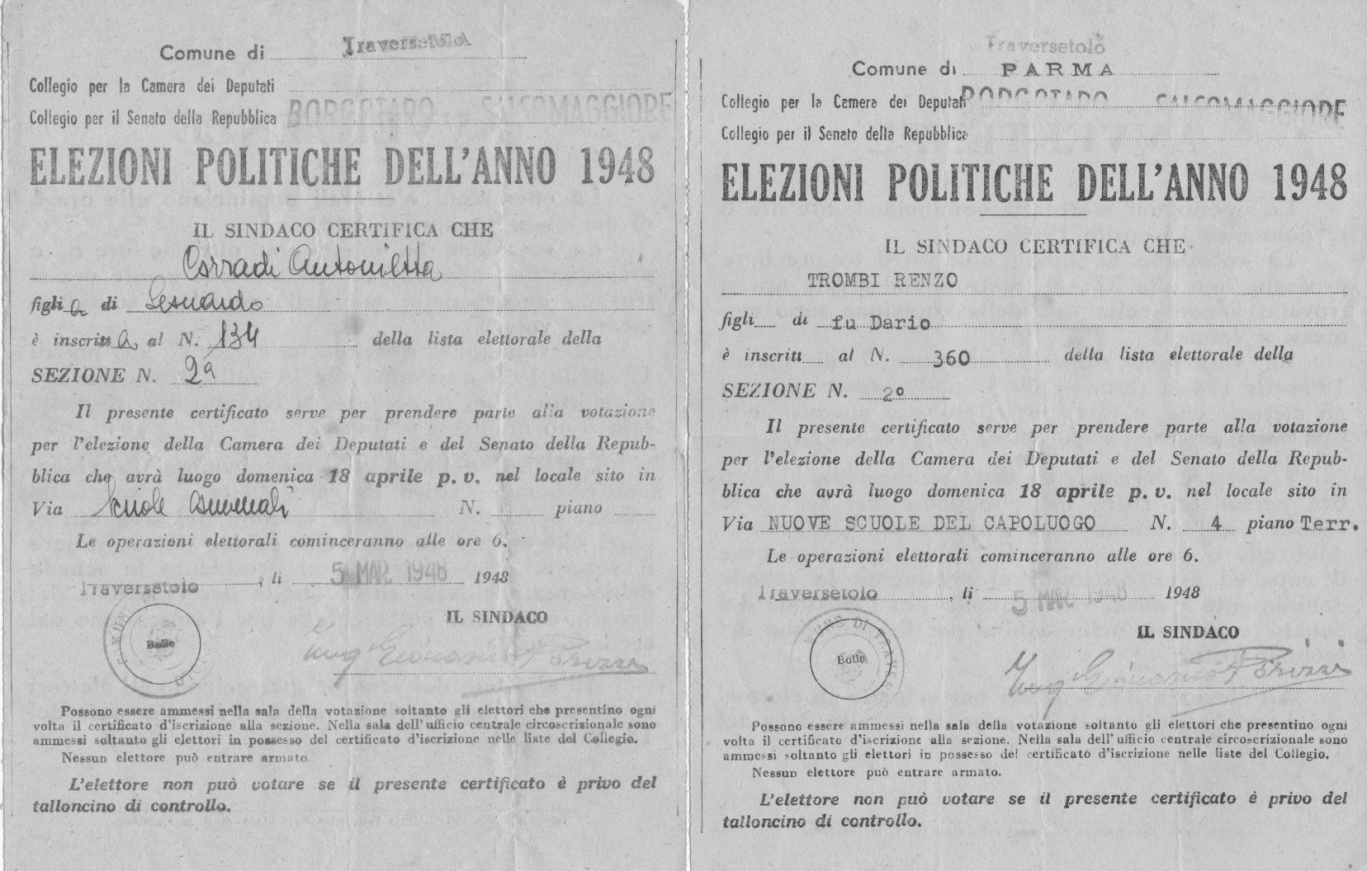 Comune di Traversetolo
Collegio per la Camera dei Deputati
Collegio per il Senato della Repubblica BORGOTARO - SALSOMAGGIORE
ELEZIONI POLITICHE DELL'ANNO 1948
IL SINDACO CERTIFICA CHE
Corradi Antonietta
figlia di
è inscritta al N. 134 della lista elettorale della
SEZIONE N. 2a
Il presente certificato serve per prendere parte alla votazione
per l'elezione della Camera dei Deputati e del Senato della Repub-
blica che avrà luogo domenica 18 aprile p. v. nel locale sito in
Via Scuole N. piano
Le operazioni elettorali cominceranno alle ore 6.
Traversetolo, li 5 MAR 1948 1948
Bollo
IL SINDACO
Possono essere ammessi nella sala della votazione soltanto gli elettori che presentino ogni
volta il certificato d'iscrizione alla sezione. Nella sala dell'ufficio centrale circoscrizionale sono
ammessi soltanto gli elettori in possesso del certificato d'iscrizione nelle liste del Collegio.
Nessun elettore può entrare armato.
L'elettore non può votare se il presente certificato è privo del
talloncino di controllo.
Traversetolo
Comune di PARMA
Collegio per la Camera dei Deputati BORGOTARO SALSOMAGGIORE
Collegio per il Senato della Repubblica
ELEZIONI POLITICHE DELL'ANNO 1948
IL SINDACO CERTIFICA CHE
TROMBI RENZO
figli di fu Dario
è inscritt al N. 360 della lista elettorale della
SEZIONE N. 2º
Il presente certificato serve per prendere parte alla votazione
per l'elezione della Camera dei Deputati e del Senato della Repub-
blica che avrà luogo domenica 18 aprile p. v. nel locale sito in
Via NUOVE SCUOLE DEL CAPOLUOGO N. 4 piano Terr.
Le operazioni elettorali cominceranno alle ore 6.
Traversetolo, li 5 MAR 1948 1948
Bollo
IL SINDACO
Possono essere ammessi nella sala della votazione soltanto gli elettori che presentino ogni
volta il certificato d'iscrizione alla sezione. Nella sala dell'ufficio centrale circoscrizionale sono
ammessi soltanto gli elettori in possesso del certificato d'iscrizione nelle liste del Collegio.
Nessun elettore può entrare armato.
L'elettore non può votare se il presente certificato è privo del
talloncino di controllo.